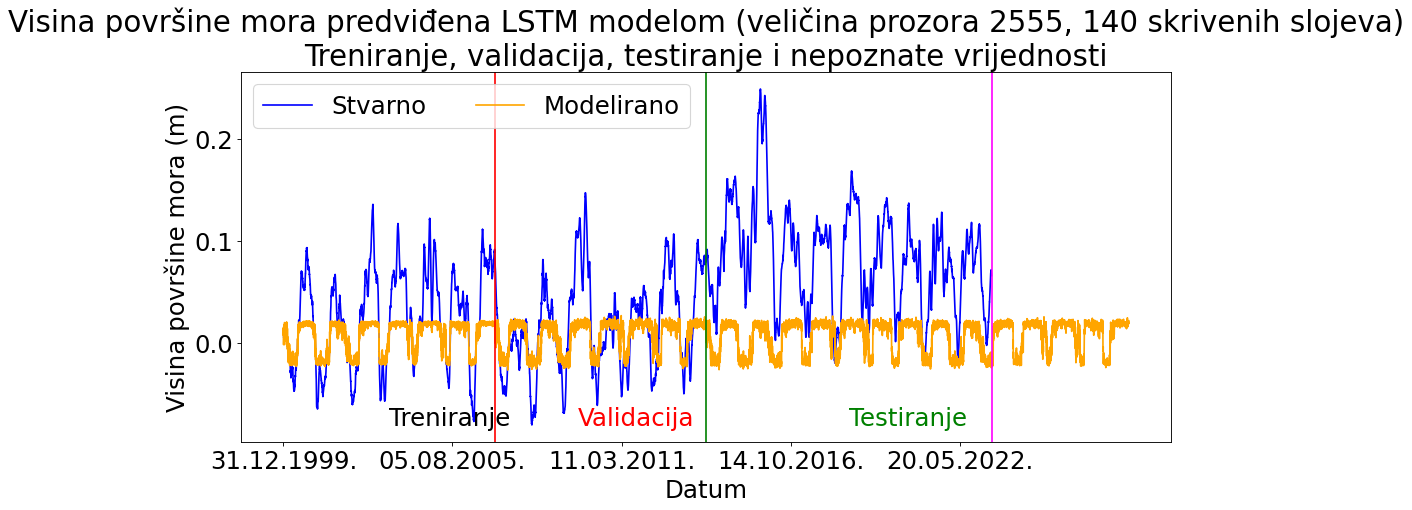 Visina površine mora predviđena LSTM modelom (veličina prozora 2555, 140 skrivenih slojeva)
Treniranje, validacija, testiranje i nepoznate vrijednosti
Stvarno Modelirano
Visina površine mora (m)
0.2
0.1
0.0
Treniranje Validacija Testiranje
31.12.1999. 05.08.2005. 11.03.2011. 14.10.2016. 20.05.2022.
Datum